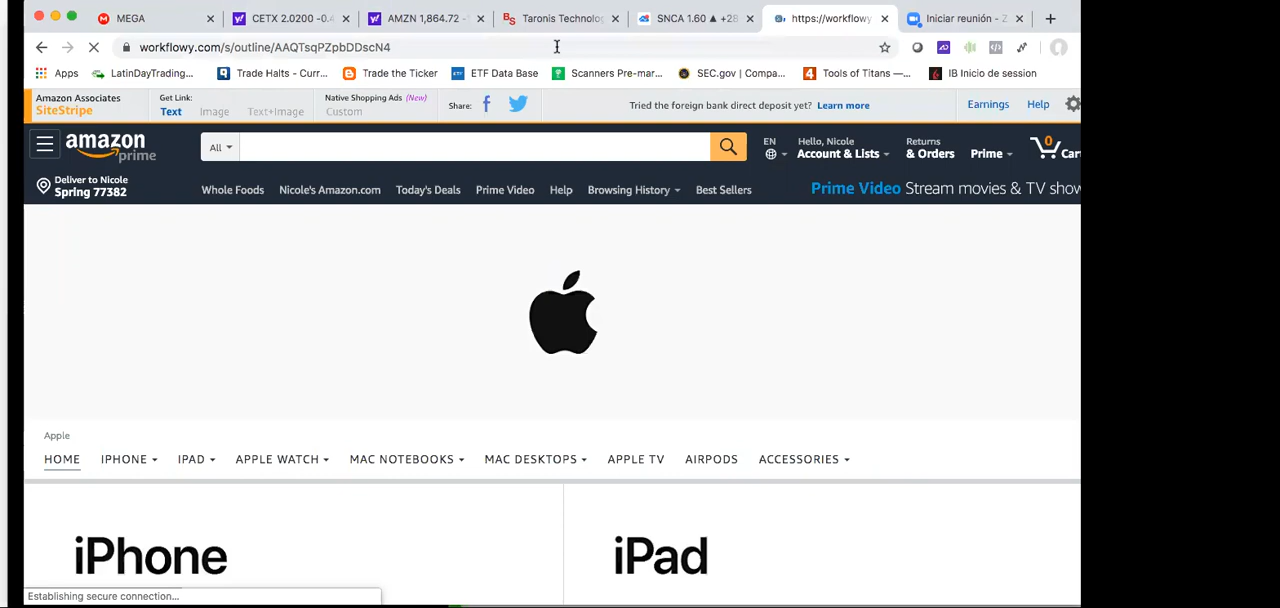 MEGA
CETX 2.0200 -0.4
AMZN 1,864.72 -
Taronis Technolog
SNCA 1.60 ▲ +28
https://workflowy
Iniciar reunión - Z
workflowy.com/s/outline/AAQTsqPZpbDDscN4
Apps
LatinDayTrading...
Trade Halts - Curr...
Trade the Ticker
ETF Data Base
Scanners Pre-mar...
SEC.gov | Compa...
Tools of Titans —...
IB Inicio de session
Amazon Associates
SiteStripe
Get Link:
Text
Image
Text+Image
Native Shopping Ads (New)
Custom
Share:
Tried the foreign bank direct deposit yet? Learn more
Earnings
Help
amazon
prime
All
EN
Hello, Nicole
Account & Lists
Returns
& Orders
Prime
0
Cart
Deliver to Nicole
Spring 77382
Whole Foods
Nicole's Amazon.com
Today's Deals
Prime Video
Help
Browsing History
Best Sellers
Prime Video Stream movies & TV show
Apple
HOME
IPHONE
IPAD
APPLE WATCH
MAC NOTEBOOKS
MAC DESKTOPS
APPLE TV
AIRPODS
ACCESSORIES
iPhone
iPad
Establishing secure connection...